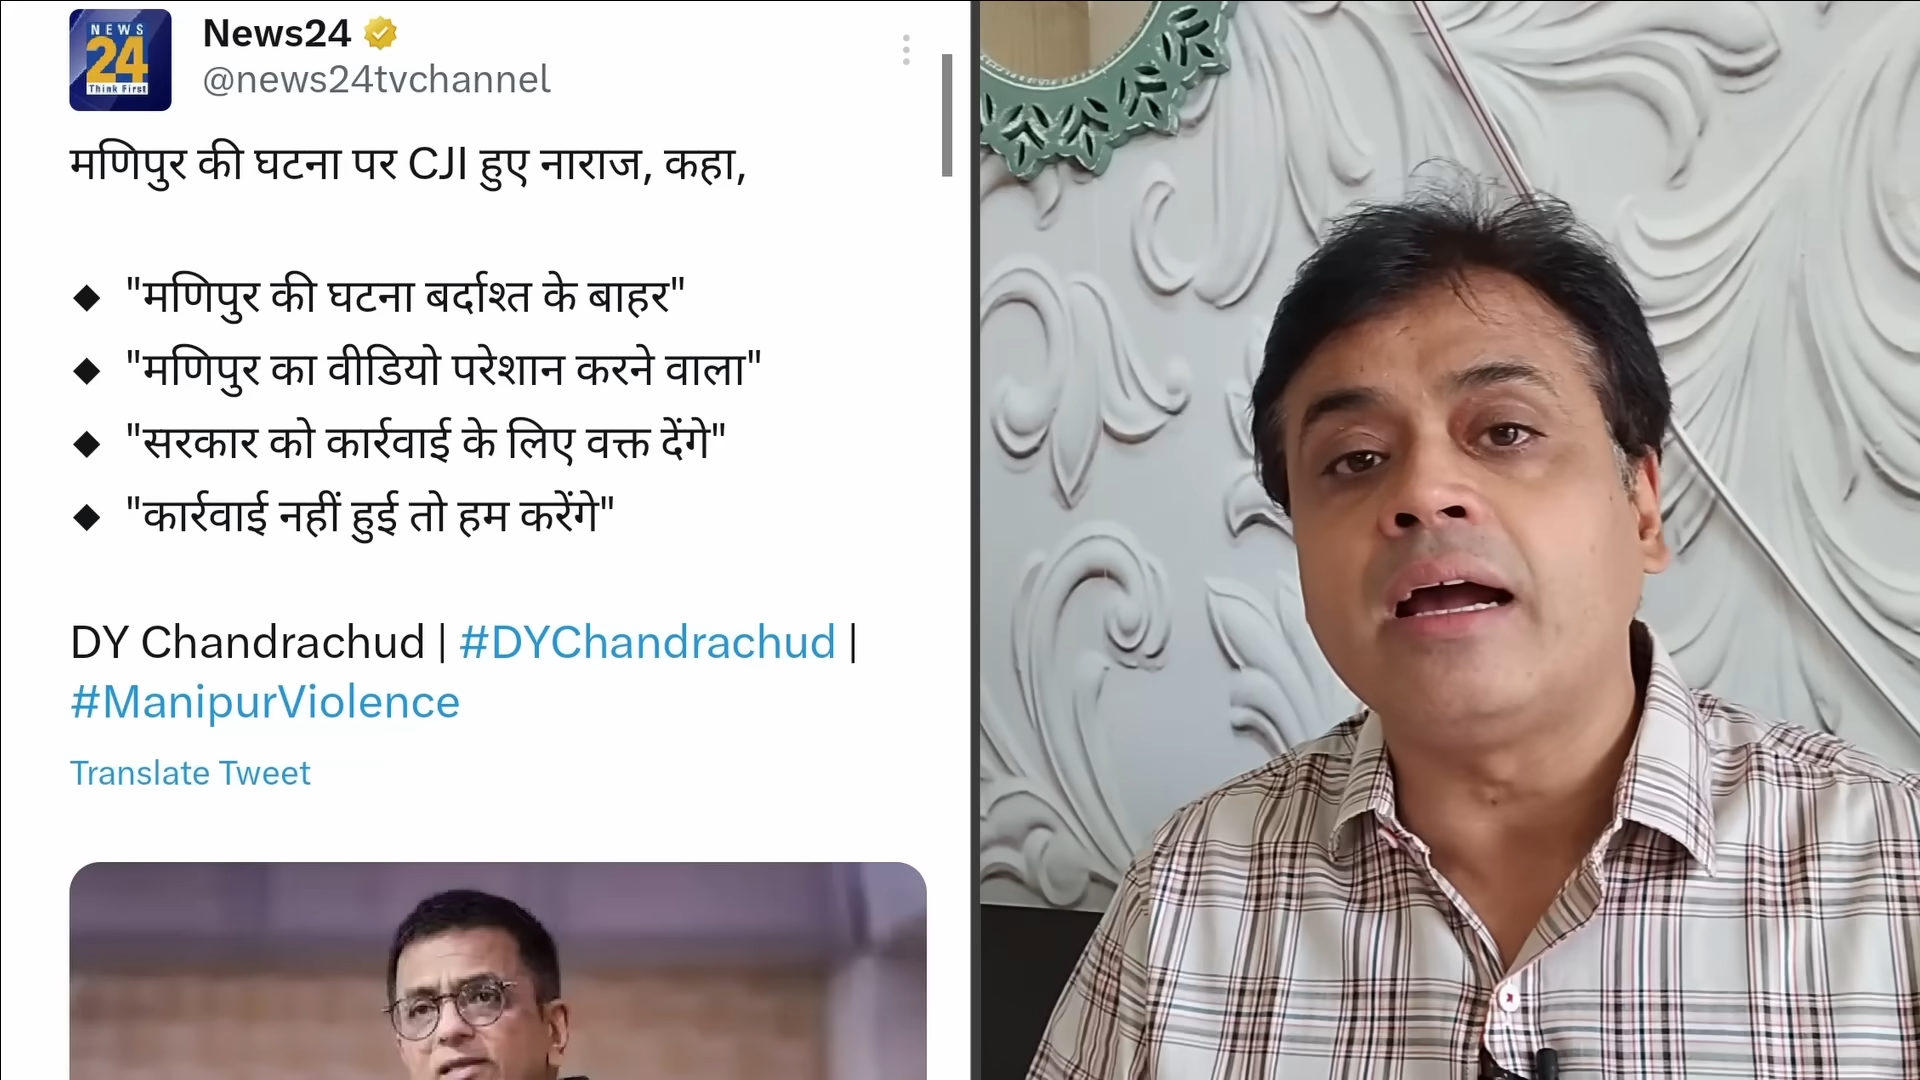 NEWS
24
Think First
News24
@news24tvchannel
मणिपुर की घटना पर CJI हुए नाराज, कहा,
◆ "मणिपुर की घटना बर्दाश्त के बाहर"
◆ "मणिपुर का वीडियो परेशान करने वाला"
◆ "सरकार को कार्रवाई के लिए वक्त देंगे"
◆ "कार्रवाई नहीं हुई तो हम करेंगे"
DY Chandrachud | #DYChandrachud |
#ManipurViolence
Translate Tweet